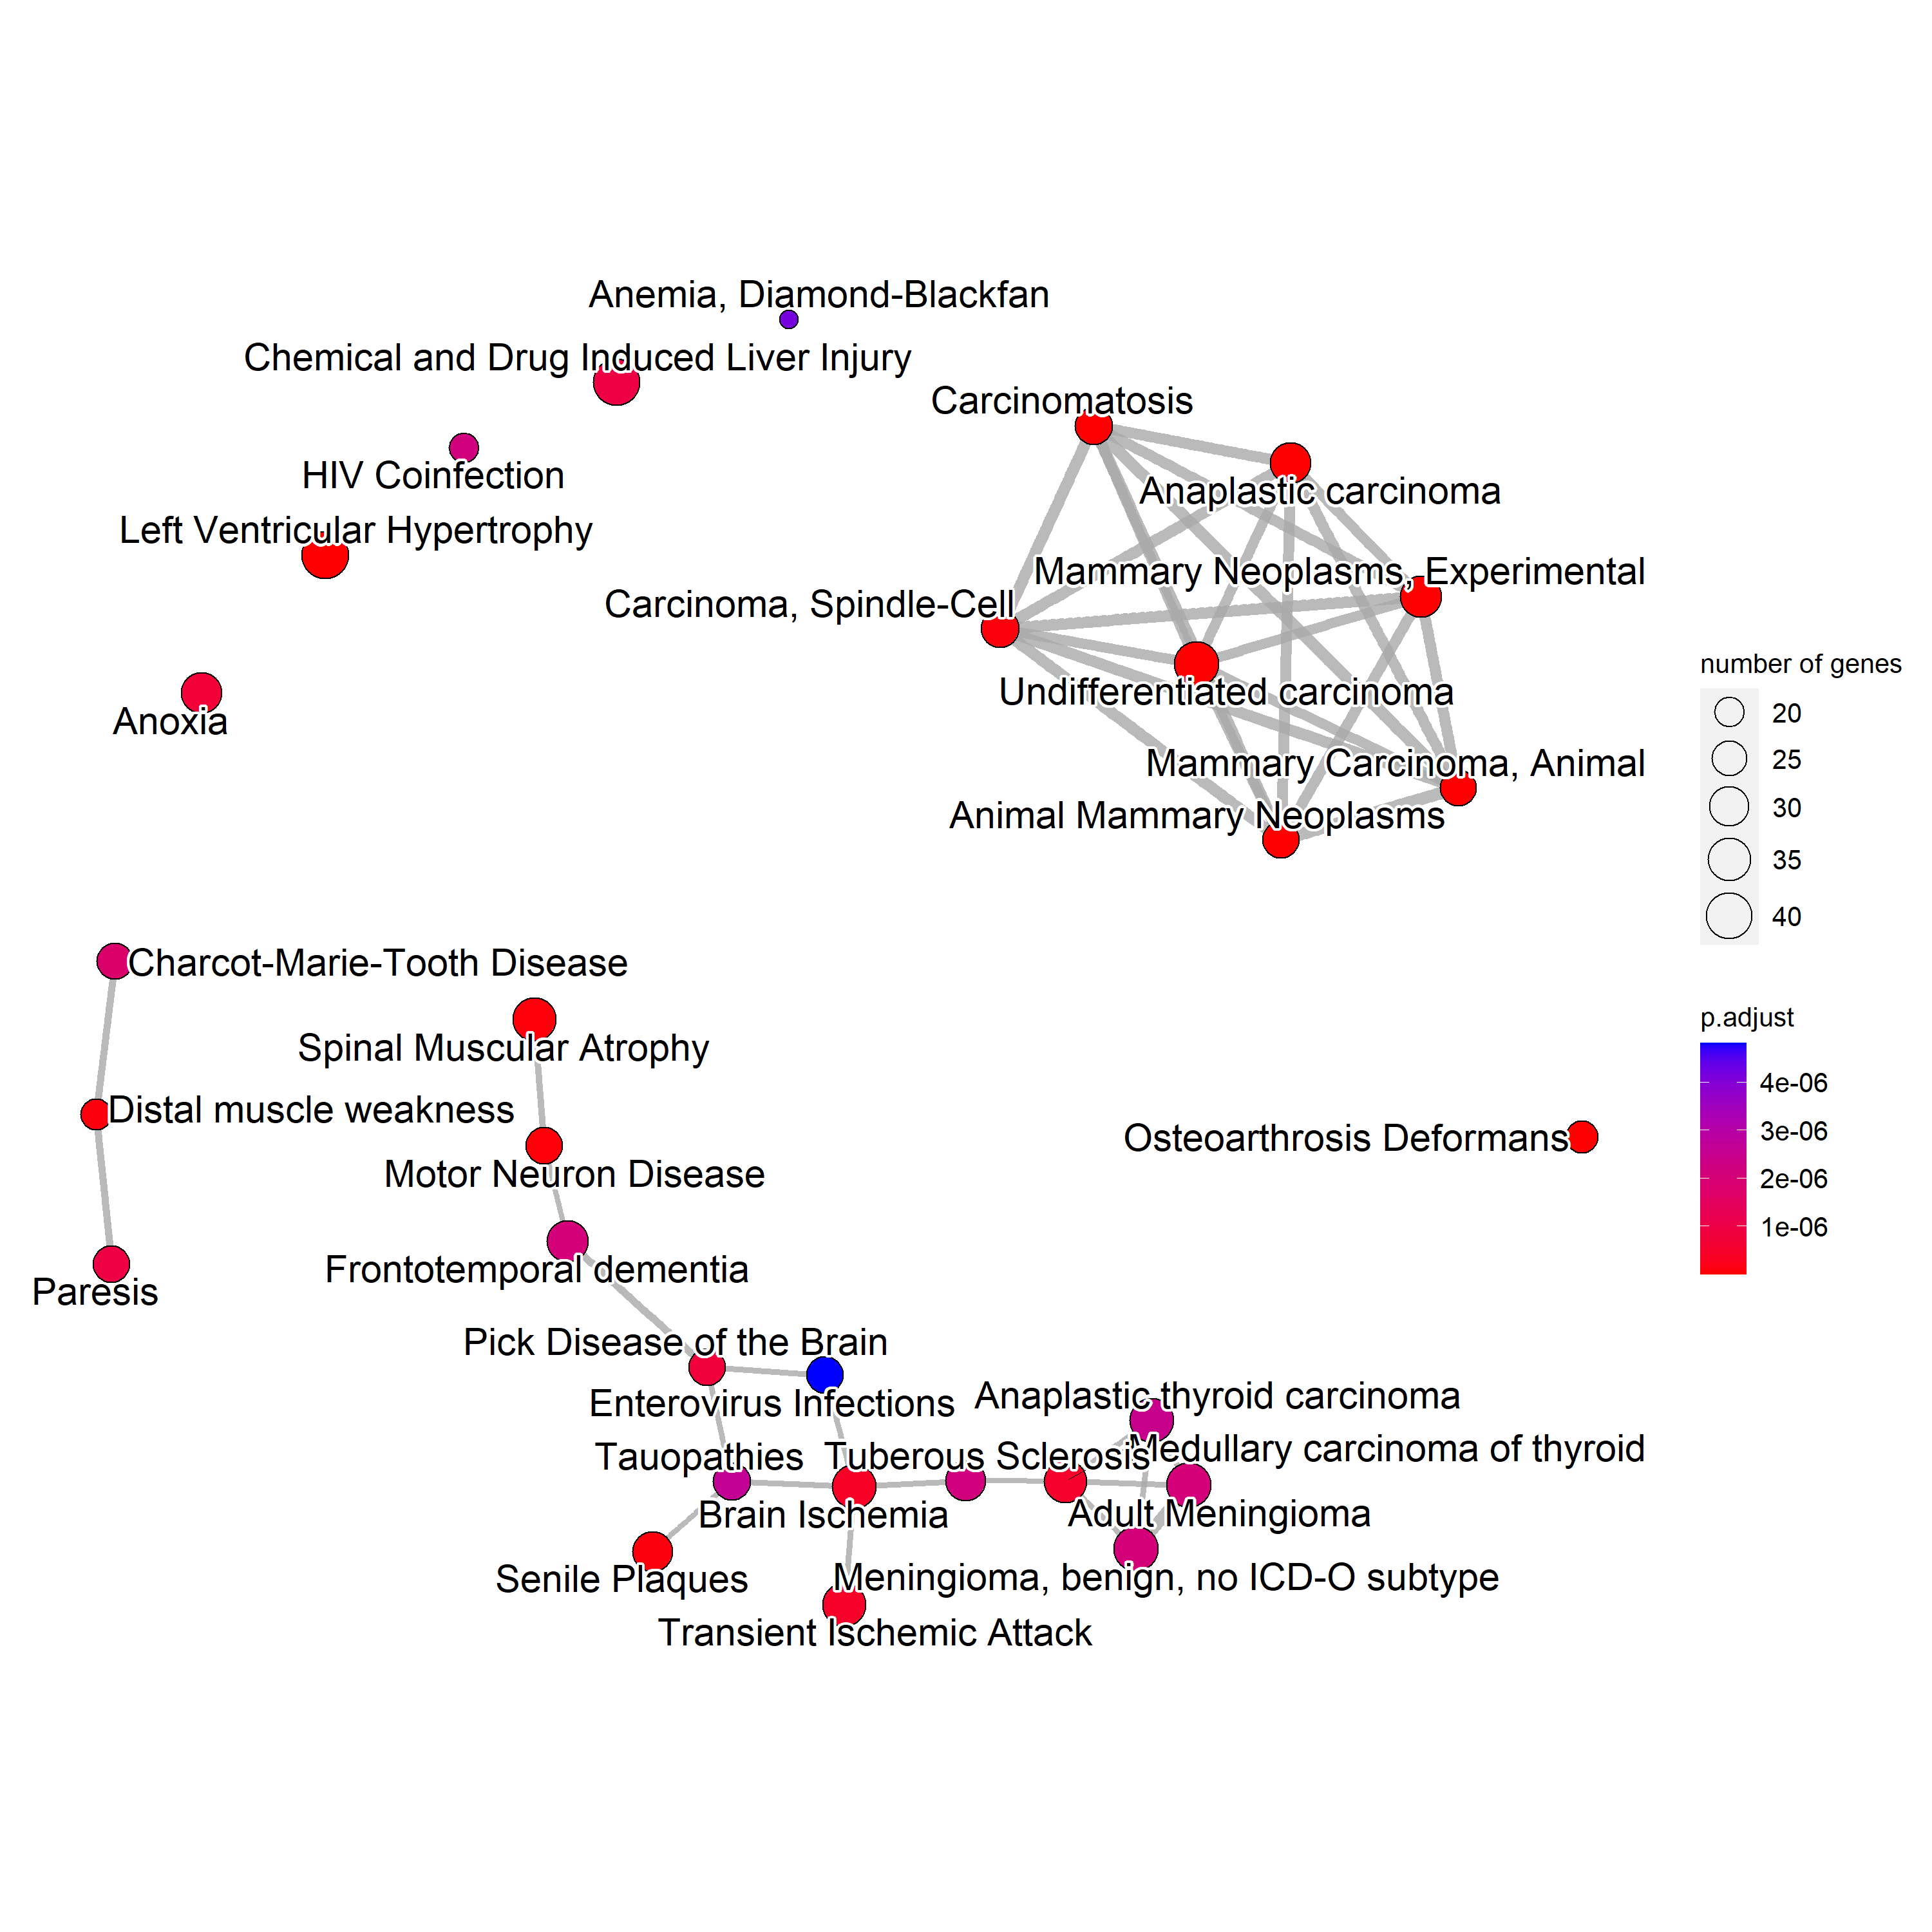 Anemia, Diamond-Blackfan
Chemical and Drug Induced Liver Injury
Carcinomatosis
HIV Coinfection
Anaplastic carcinoma
Left Ventricular Hypertrophy
Mammary Neoplasms, Experimental
Carcinoma, Spindle-Cell
Undifferentiated carcinoma
Anoxia
Mammary Carcinoma, Animal
Animal Mammary Neoplasms
Charcot-Marie-Tooth Disease
Spinal Muscular Atrophy
Distal muscle weakness
Osteoarthrosis Deformans
Motor Neuron Disease
Frontotemporal dementia
Paresis
Pick Disease of the Brain
Enterovirus Infections
Anaplastic thyroid carcinoma
Tauopathies
Tuberous Sclerosis
Medullary carcinoma of thyroid
Brain Ischemia
Adult Meningioma
Senile Plaques
Meningioma, benign, no ICD-O subtype
Transient Ischemic Attack
number of genes
20
25
30
35
40
p.adjust
4e-06
3e-06
2e-06
1e-06